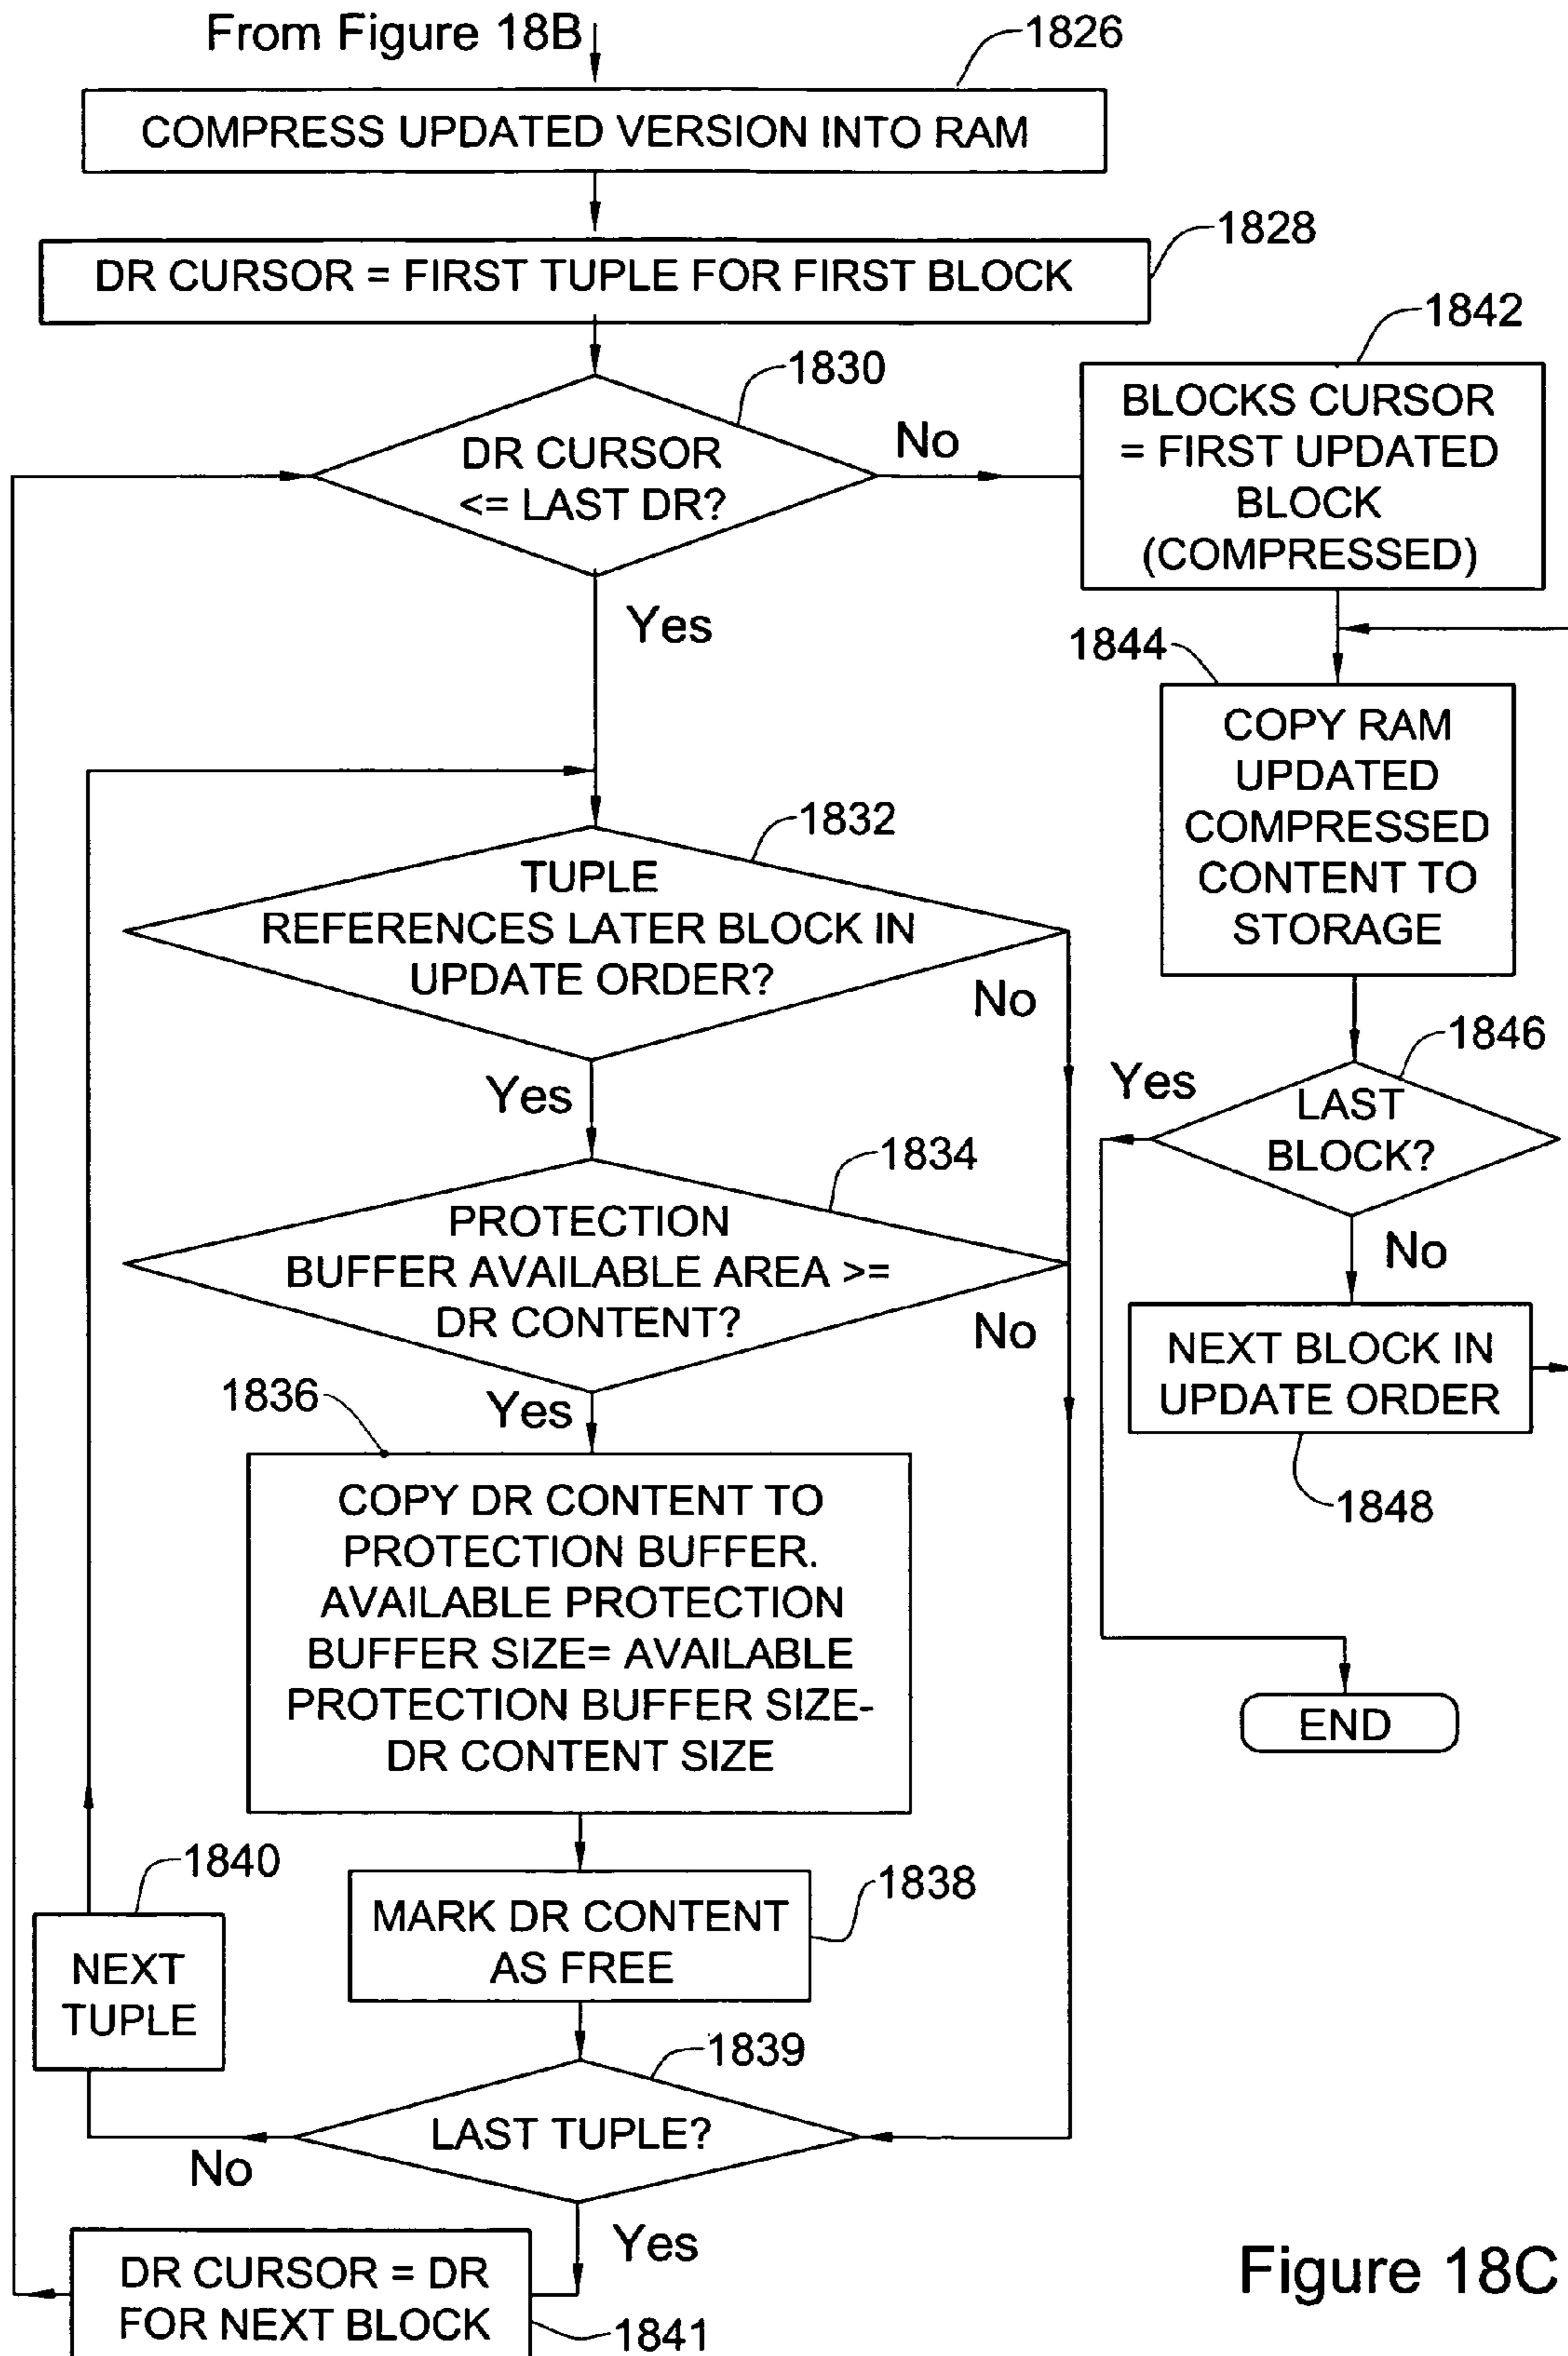 From Figure 18B
1826
COMPRESS UPDATED VERSION INTO RAM
1828
DR CURSOR = FIRST TUPLE FOR FIRST BLOCK
1830
DR CURSOR
<= LAST DR?
No
Yes
1842
BLOCKS CURSOR
= FIRST UPDATED
BLOCK
(COMPRESSED)
1844
COPY RAM
UPDATED
COMPRESSED
CONTENT TO
STORAGE
1832
TUPLE
REFERENCES LATER BLOCK IN
UPDATE ORDER?
No
Yes
1846
Yes
LAST
BLOCK?
No
1834
PROTECTION
BUFFER AVAILABLE AREA >=
DR CONTENT?
No
Yes
NEXT BLOCK IN
UPDATE ORDER
1848
1836
COPY DR CONTENT TO
PROTECTION BUFFER.
AVAILABLE PROTECTION
BUFFER SIZE= AVAILABLE
PROTECTION BUFFER SIZE-
DR CONTENT SIZE
END
1840
NEXT
TUPLE
1838
MARK DR CONTENT
AS FREE
1839
LAST TUPLE?
No
Yes
DR CURSOR = DR
FOR NEXT BLOCK
1841
Figure 18C